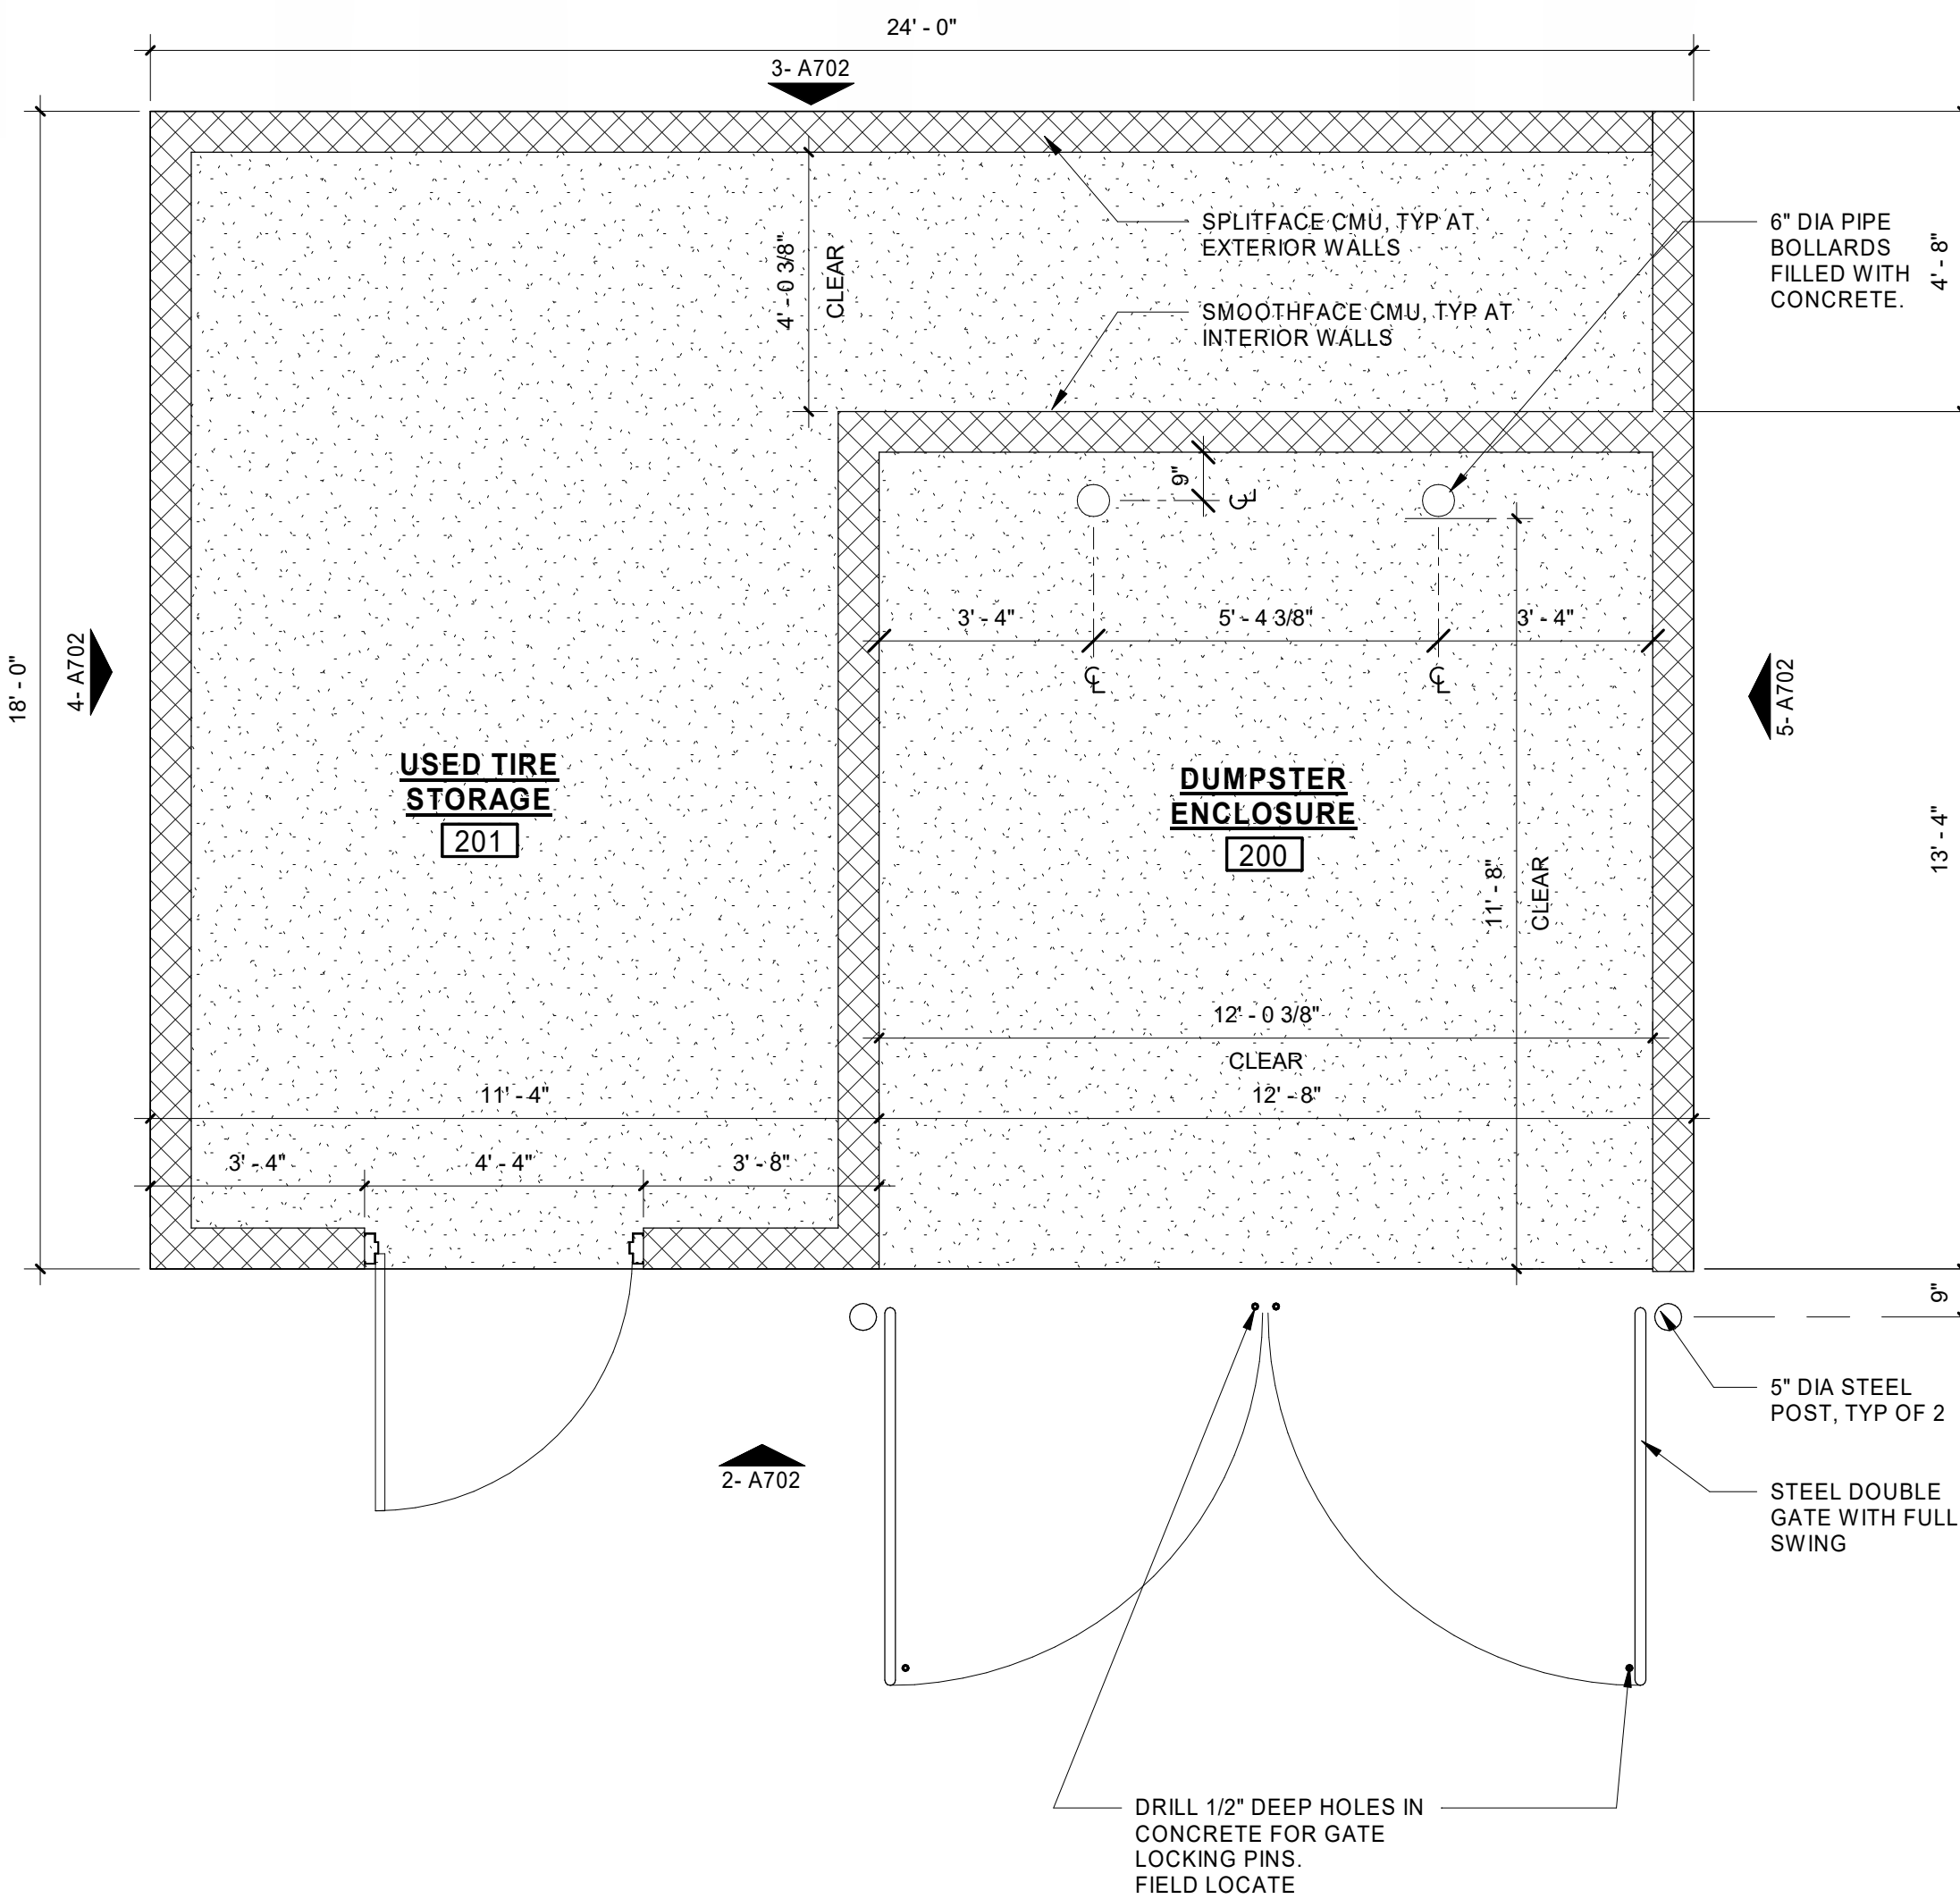 24' - 0"
3- A702
SPLITFACE CMU, TYP AT
EXTERIOR WALLS
6" DIA PIPE
BOLLARDS
FILLED WITH
CONCRETE.
4' - 8"
4' - 0 3/8"
CLEAR
SMOOTHFACE CMU, TYP AT
INTERIOR WALLS
9"
CL
3' - 4"
5' - 4 3/8"
3' - 4"
CL
CL
18' - 0"
4- A702
5- A702
USED TIRE
STORAGE
201
DUMPSTER
ENCLOSURE
200
11' - 8"
CLEAR
13' - 4"
12' - 0 3/8"
CLEAR
11' - 4"
12' - 8"
3' - 4"
4' - 4"
3' - 8"
9"
5" DIA STEEL
POST, TYP OF 2
2- A702
STEEL DOUBLE
GATE WITH FULL
SWING
DRILL 1/2" DEEP HOLES IN
CONCRETE FOR GATE
LOCKING PINS.
FIELD LOCATE